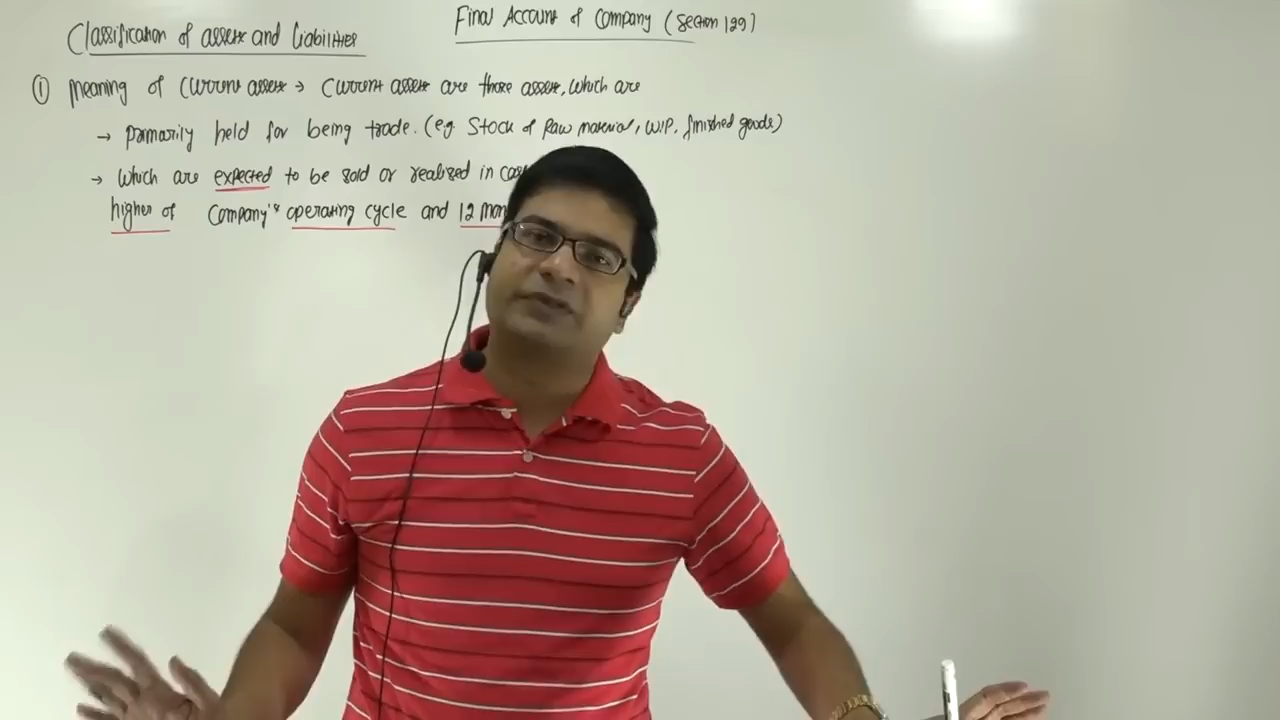 Final Account of Company (Section 129)
Classification of assets and Liabilities
① Meaning of Current assets → Current assets are those assets, which are
→ primarily held for being trade. (eg Stock of Raw material, W.I.P, finished goods)
→ Which are expected to be sold or realised in
higher of Company's operating cycle and 12